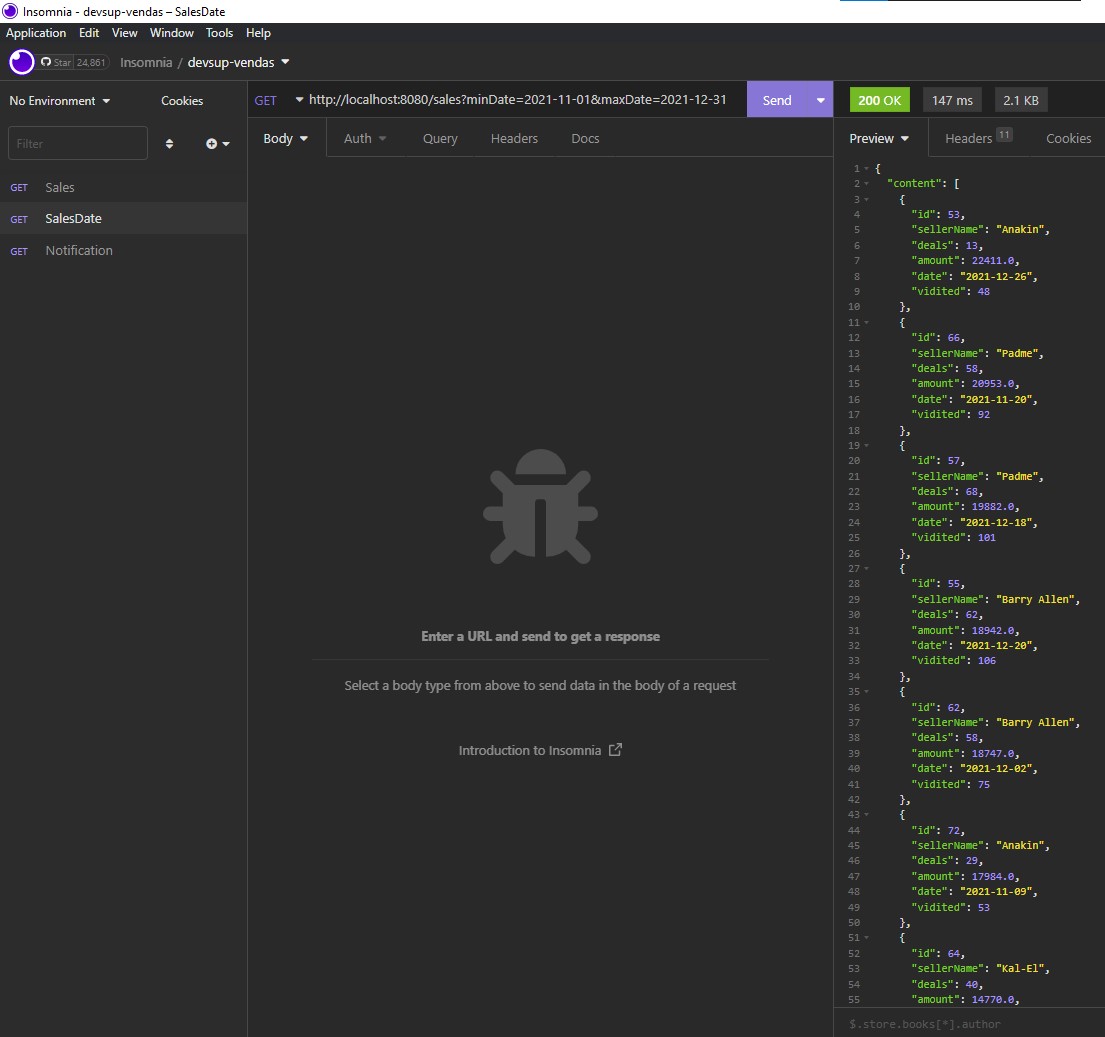 Insomnia - devsup-vendas – SalesDate
Application Edit View Window Tools Help
Star 24,861 Insomnia / devsup-vendas
No Environment Cookies
GET http://localhost:8080/sales?minDate=2021-11-01&maxDate=2021-12-31 Send
200 OK 147 ms 2.1 KB
Filter
Body Auth Query Headers Docs
Preview Headers 11 Cookies
GET Sales
GET SalesDate
GET Notification
Enter a URL and send to get a response
Select a body type from above to send data in the body of a request
Introduction to Insomnia
1 {
2 "content": [
3 {
4 "id": 53,
5 "sellerName": "Anakin",
6 "deals": 13,
7 "amount": 22411.0,
8 "date": "2021-12-26",
9 "vidited": 48
10 },
11 {
12 "id": 66,
13 "sellerName": "Padme",
14 "deals": 58,
15 "amount": 20953.0,
16 "date": "2021-11-20",
17 "vidited": 92
18 },
19 {
20 "id": 57,
21 "sellerName": "Padme",
22 "deals": 68,
23 "amount": 19882.0,
24 "date": "2021-12-18",
25 "vidited": 101
26 },
27 {
28 "id": 55,
29 "sellerName": "Barry Allen",
30 "deals": 62,
31 "amount": 18942.0,
32 "date": "2021-12-20",
33 "vidited": 106
34 },
35 {
36 "id": 62,
37 "sellerName": "Barry Allen",
38 "deals": 58,
39 "amount": 18747.0,
40 "date": "2021-12-02",
41 "vidited": 75
42 },
43 {
44 "id": 72,
45 "sellerName": "Anakin",
46 "deals": 29,
47 "amount": 17984.0,
48 "date": "2021-11-09",
49 "vidited": 53
50 },
51 {
52 "id": 64,
53 "sellerName": "Kal-El",
54 "deals": 40,
55 "amount": 14770.0,
$.store.books[*].author